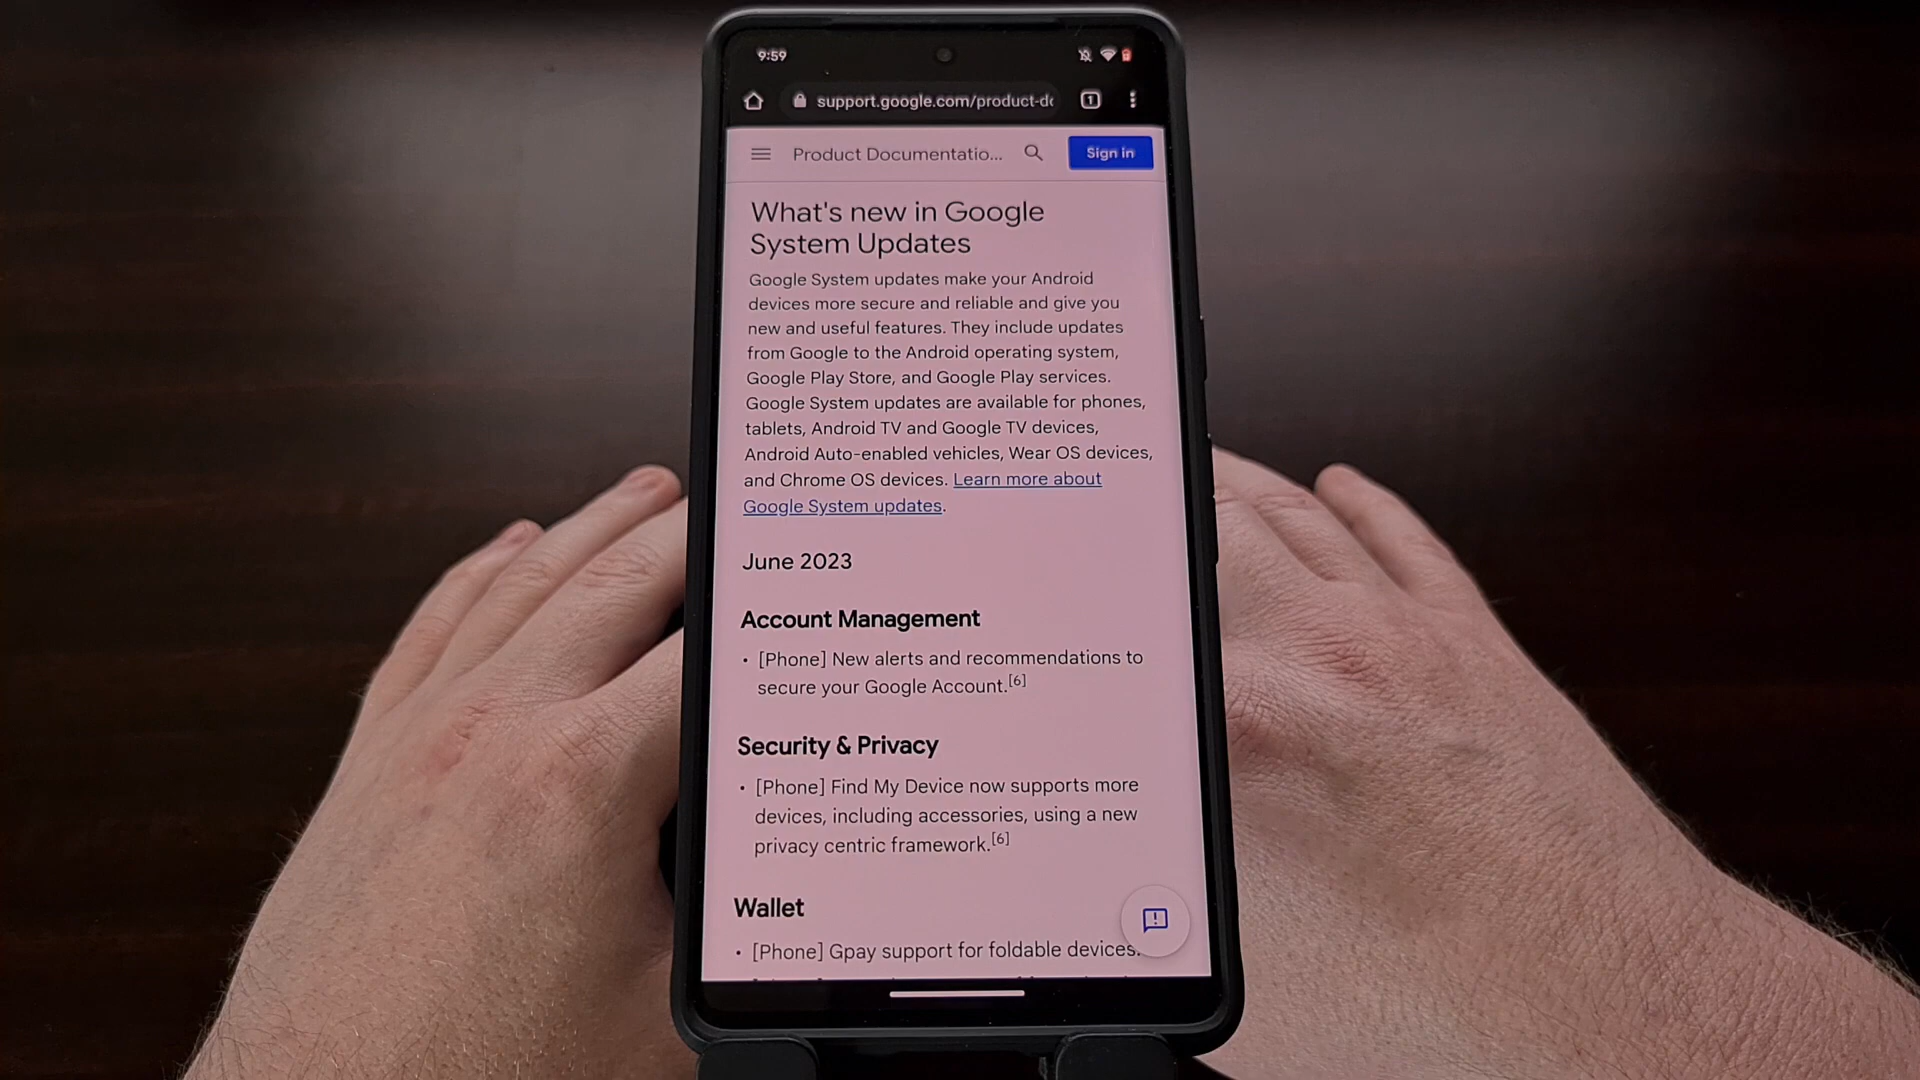 9:59
support.google.com/product-do
1
Product Documentatio...
Sign in
What's new in Google
System Updates
Google System updates make your Android
devices more secure and reliable and give you
new and useful features. They include updates
from Google to the Android operating system,
Google Play Store, and Google Play services.
Google System updates are available for phones,
tablets, Android TV and Google TV devices,
Android Auto-enabled vehicles, Wear OS devices,
and Chrome OS devices. Learn more about
Google System updates.
June 2023
Account Management
• [Phone] New alerts and recommendations to
secure your Google Account.[6]
Security & Privacy
• [Phone] Find My Device now supports more
devices, including accessories, using a new
privacy centric framework.[6]
Wallet
• [Phone] Gpay support for foldable devices.